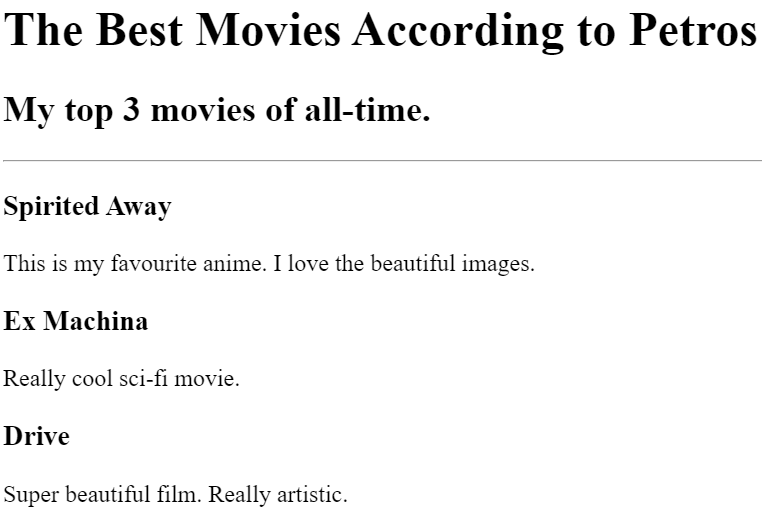 The Best Movies According to Petros
My top 3 movies of all-time.
Spirited Away
This is my favourite anime. I love the beautiful images.
Ex Machina
Really cool sci-fi movie.
Drive
Super beautiful film. Really artistic.